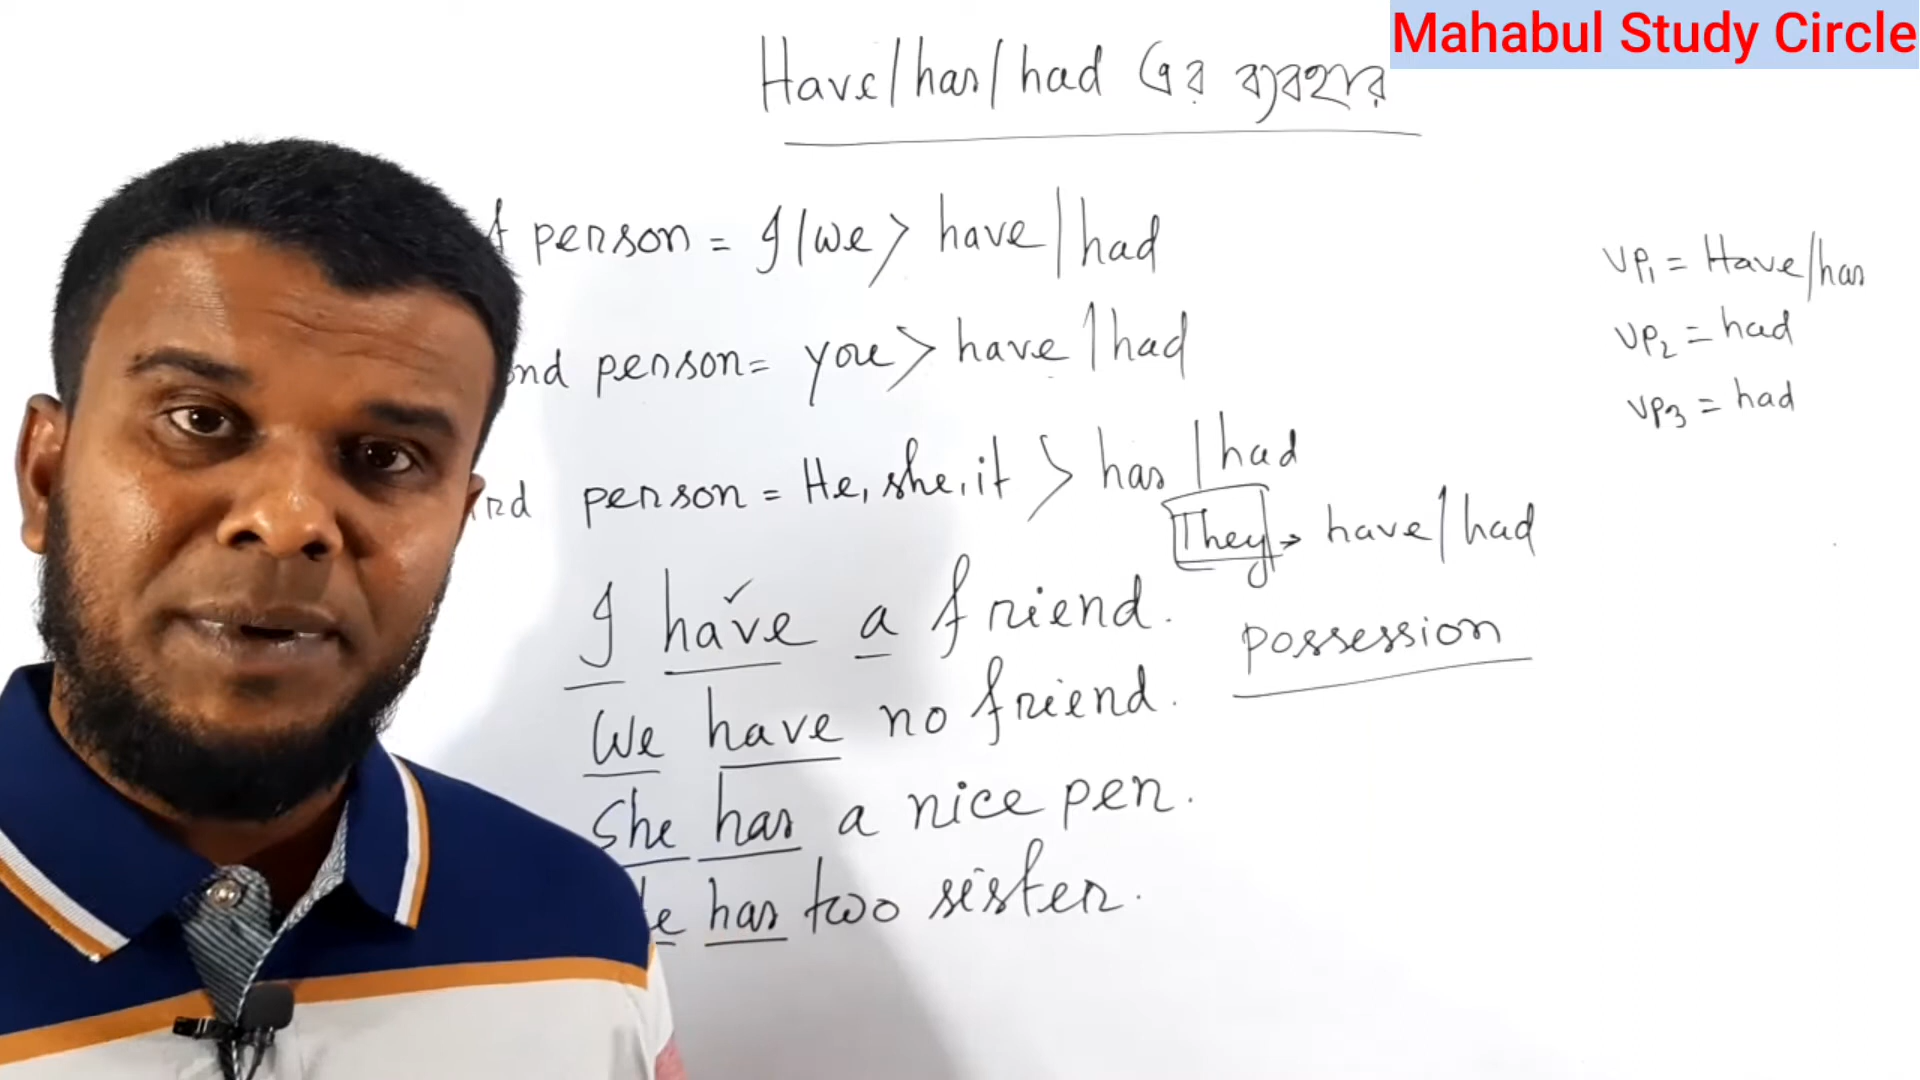 Mahabul Study Circle
Have/has/had এর ব্যবহার
person = I/we > have/had
person = you > have/had
person = He, she, it > has/had
They → have/had
I have a friend.
We have no friend.
She has a nice pen.
has two sister.
possession
VP1 = Have/has
VP2 = had
VP3 = had